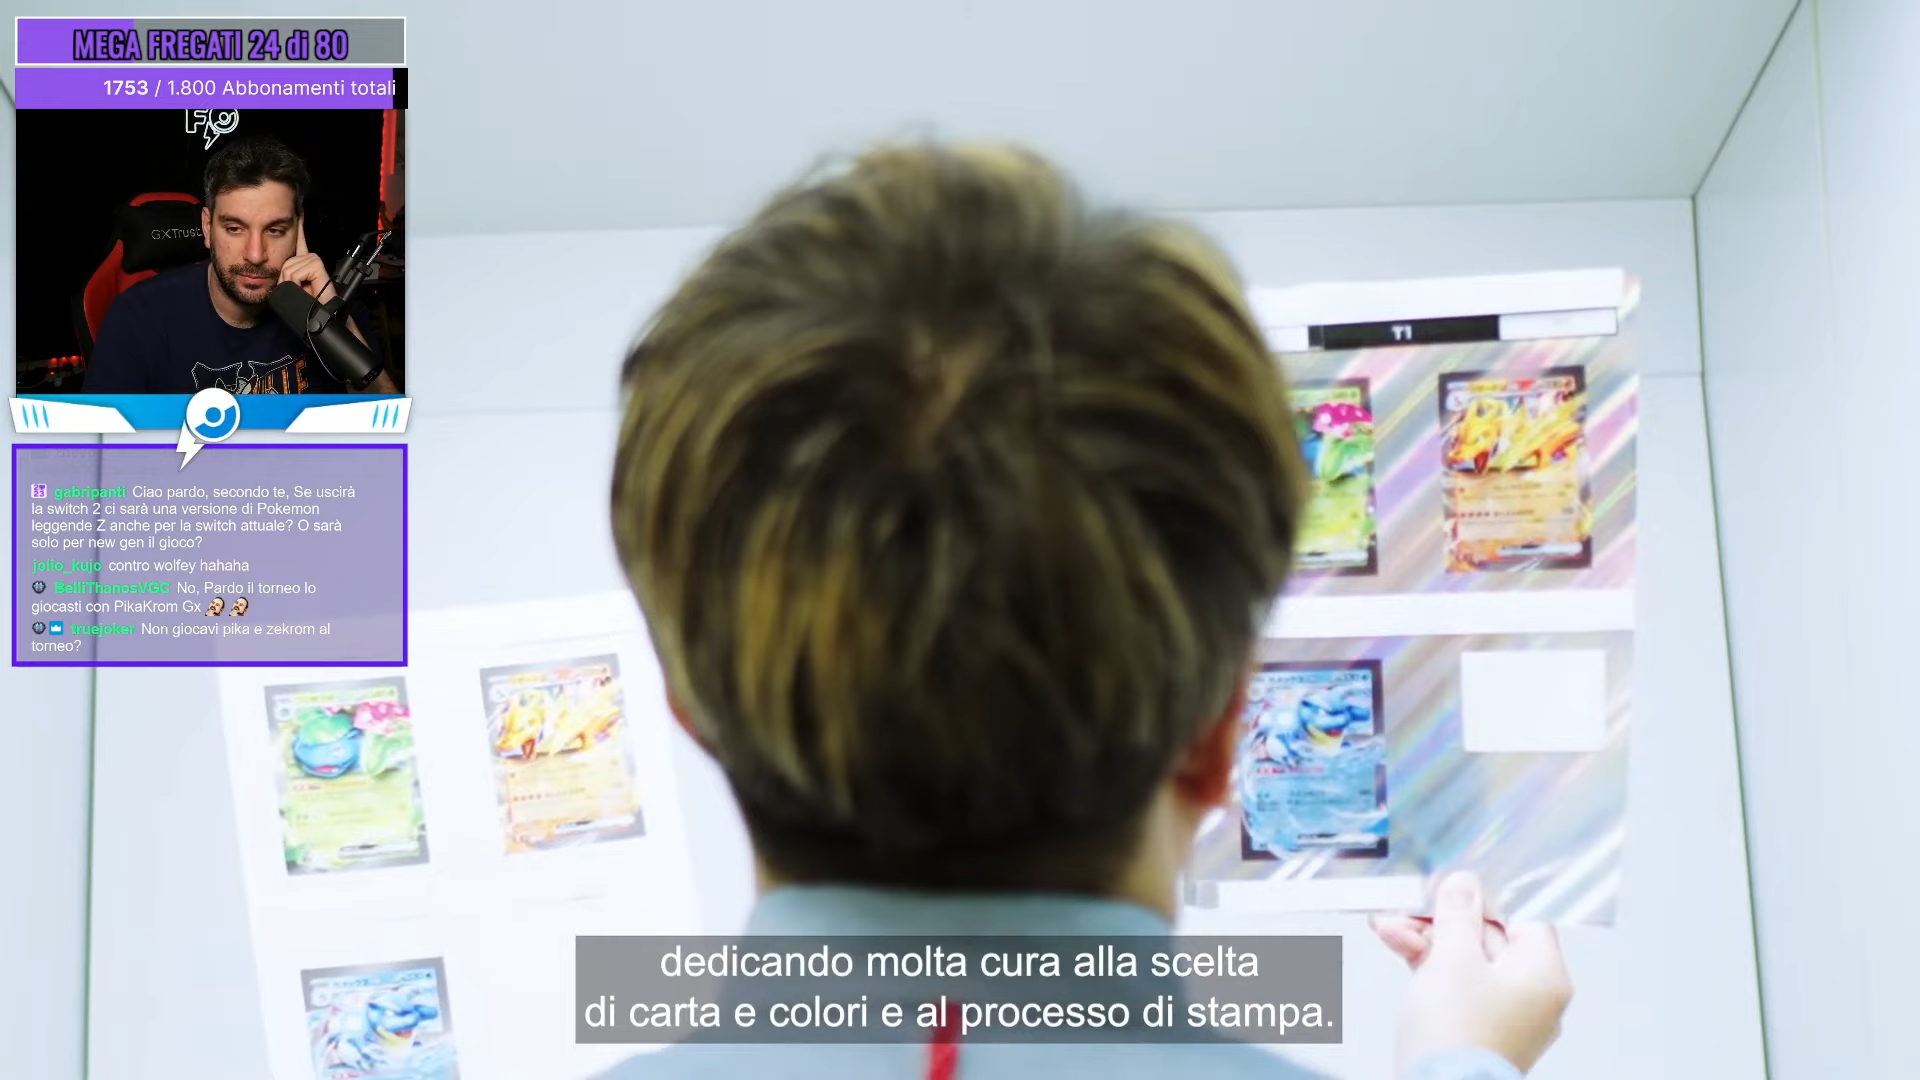 MEGA FREGATI 24 di 80
1753 / 1.800 Abbonamenti totali
GXTrust
gabripanti Ciao pardo, secondo te, Se uscirà
la switch 2 ci sarà una versione di Pokemon
leggende Z anche per la switch attuale? O sarà
solo per new gen il gioco?
jolio_kujo contro wolfey hahaha
BelliThanosVGC No, Pardo il torneo lo
giocasti con PikaKrom Gx
truejoker Non giocavi pika e zekrom al
torneo?
T1
dedicando molta cura alla scelta
di carta e colori e al processo di stampa.